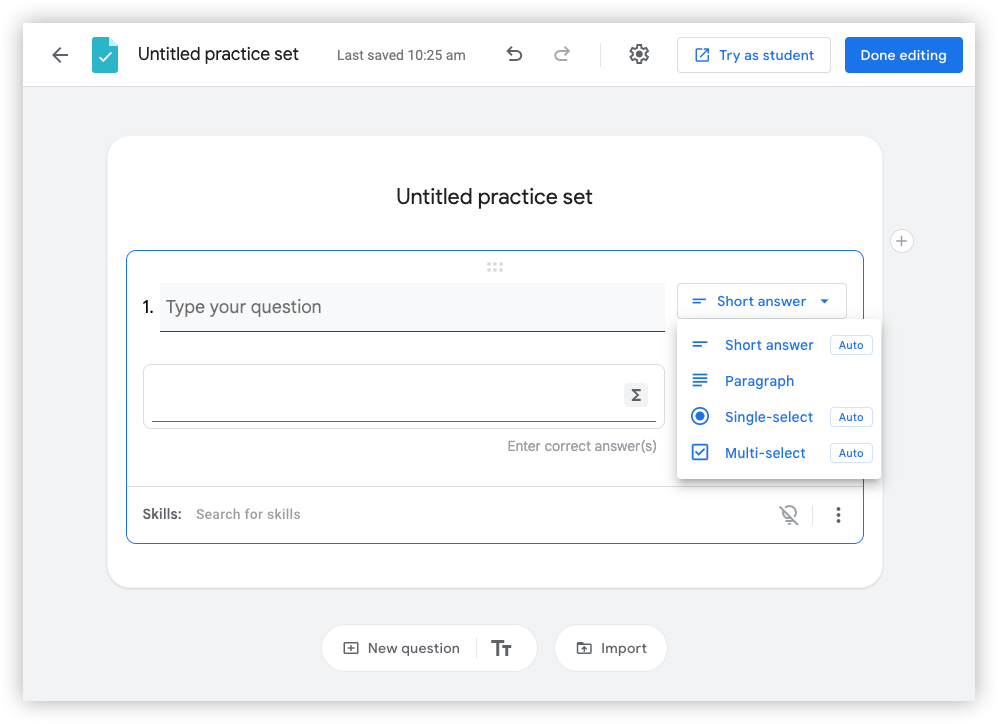 Untitled practice set Last saved 10:25 am Try as student Done editing
Untitled practice set
1. Type your question Short answer
Short answer Auto
Paragraph
Single-select Auto
Multi-select Auto
Σ
Enter correct answer(s)
Skills: Search for skills
New question Tт Import